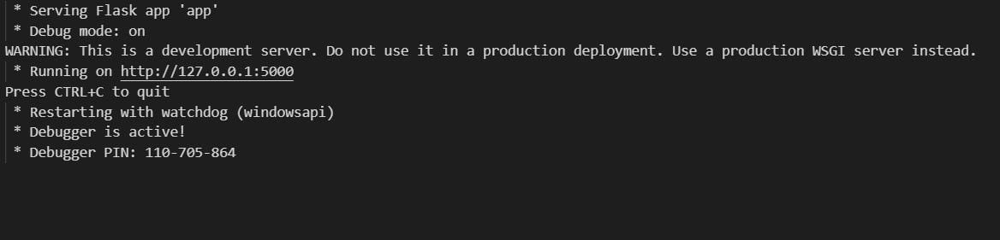 * Serving Flask app 'app'
* Debug mode: on
WARNING: This is a development server. Do not use it in a production deployment. Use a production WSGI server instead.
* Running on http://127.0.0.1:5000
Press CTRL+C to quit
* Restarting with watchdog (windowsapi)
* Debugger is active!
* Debugger PIN: 110-705-864